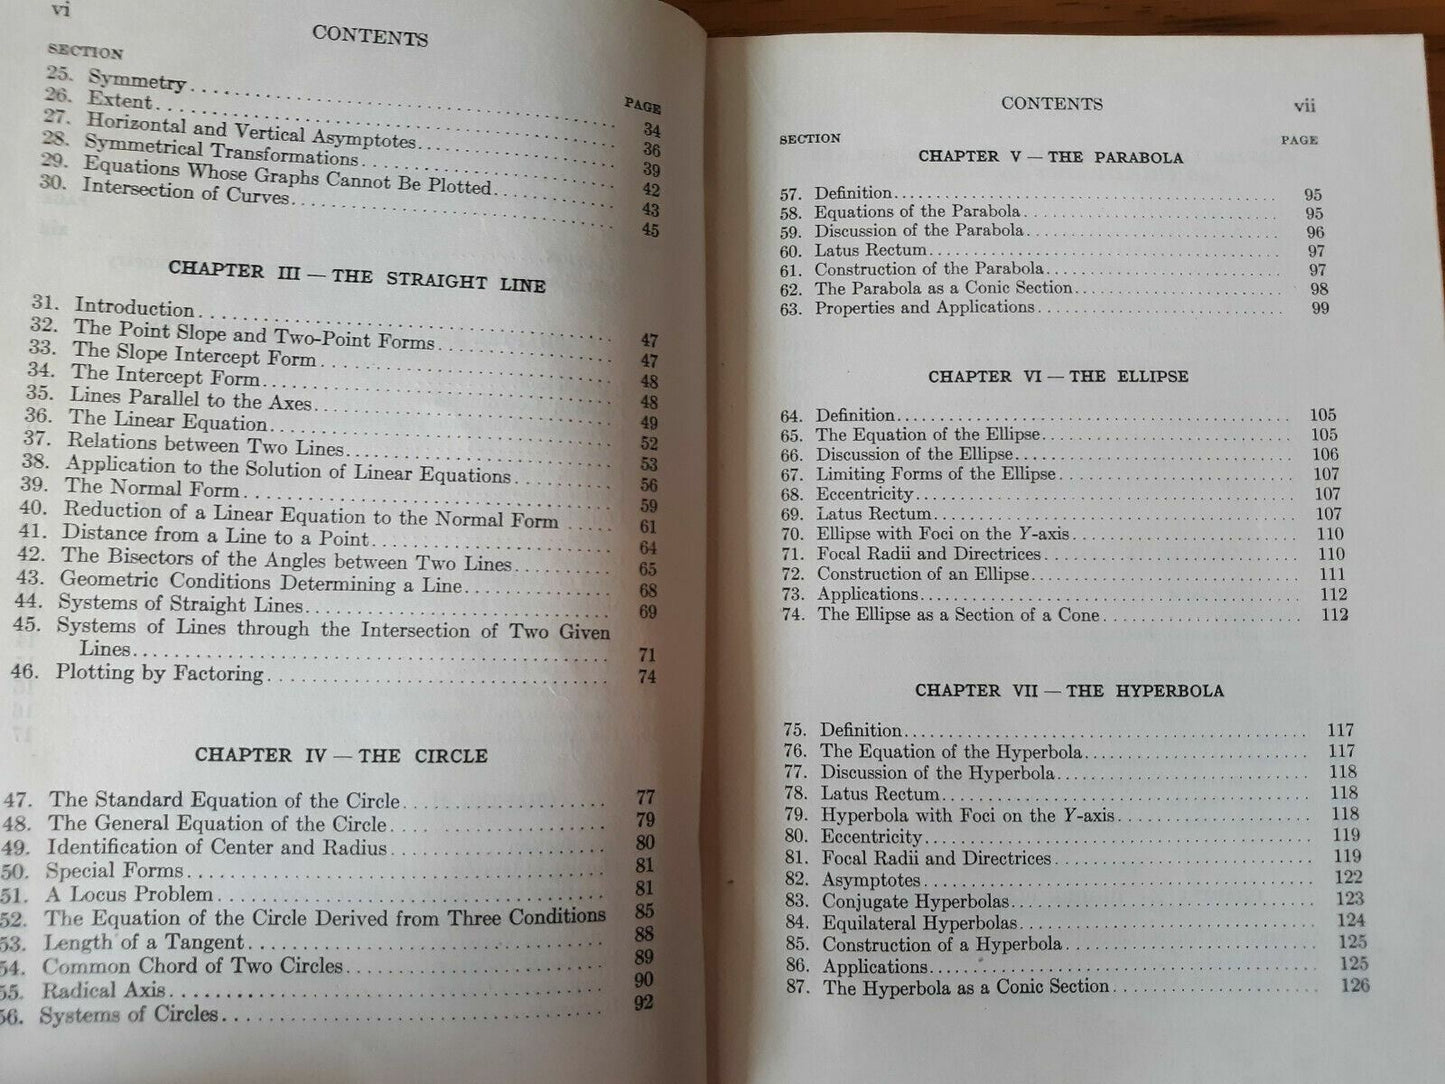 vi
CONTENTS
SECTION PAGE
25. Symmetry 34
26. Extent 36
27. Horizontal and Vertical Asymptotes 39
28. Symmetrical Transformations 42
29. Equations Whose Graphs Cannot Be Plotted 43
30. Intersection of Curves 45
CHAPTER III — THE STRAIGHT LINE
31. Introduction 47
32. The Point Slope and Two-Point Forms 47
33. The Slope Intercept Form 48
34. The Intercept Form 48
35. Lines Parallel to the Axes 49
36. The Linear Equation 52
37. Relations between Two Lines 53
38. Application to the Solution of Linear Equations 56
39. The Normal Form 59
40. Reduction of a Linear Equation to the Normal Form 61
41. Distance from a Line to a Point 64
42. The Bisectors of the Angles between Two Lines 65
43. Geometric Conditions Determining a Line 68
44. Systems of Straight Lines 69
45. Systems of Lines through the Intersection of Two Given
Lines 71
46. Plotting by Factoring 74
CHAPTER IV — THE CIRCLE
47. The Standard Equation of the Circle 77
48. The General Equation of the Circle 79
49. Identification of Center and Radius 80
50. Special Forms 81
51. A Locus Problem 81
52. The Equation of the Circle Derived from Three Conditions 85
53. Length of a Tangent 88
54. Common Chord of Two Circles 89
55. Radical Axis 90
56. Systems of Circles 92
CONTENTS vii
SECTION PAGE
CHAPTER V — THE PARABOLA
57. Definition 95
58. Equations of the Parabola 95
59. Discussion of the Parabola 96
60. Latus Rectum 97
61. Construction of the Parabola 97
62. The Parabola as a Conic Section 98
63. Properties and Applications 99
CHAPTER VI — THE ELLIPSE
64. Definition 105
65. The Equation of the Ellipse 105
66. Discussion of the Ellipse 106
67. Limiting Forms of the Ellipse 107
68. Eccentricity 107
69. Latus Rectum 107
70. Ellipse with Foci on the Y-axis 110
71. Focal Radii and Directrices 110
72. Construction of an Ellipse 111
73. Applications 112
74. The Ellipse as a Section of a Cone 112
CHAPTER VII — THE HYPERBOLA
75. Definition 117
76. The Equation of the Hyperbola 117
77. Discussion of the Hyperbola 118
78. Latus Rectum 118
79. Hyperbola with Foci on the Y-axis 118
80. Eccentricity 119
81. Focal Radii and Directrices 119
82. Asymptotes 122
83. Conjugate Hyperbolas 123
84. Equilateral Hyperbolas 124
85. Construction of a Hyperbola 125
86. Applications 125
87. The Hyperbola as a Conic Section 126